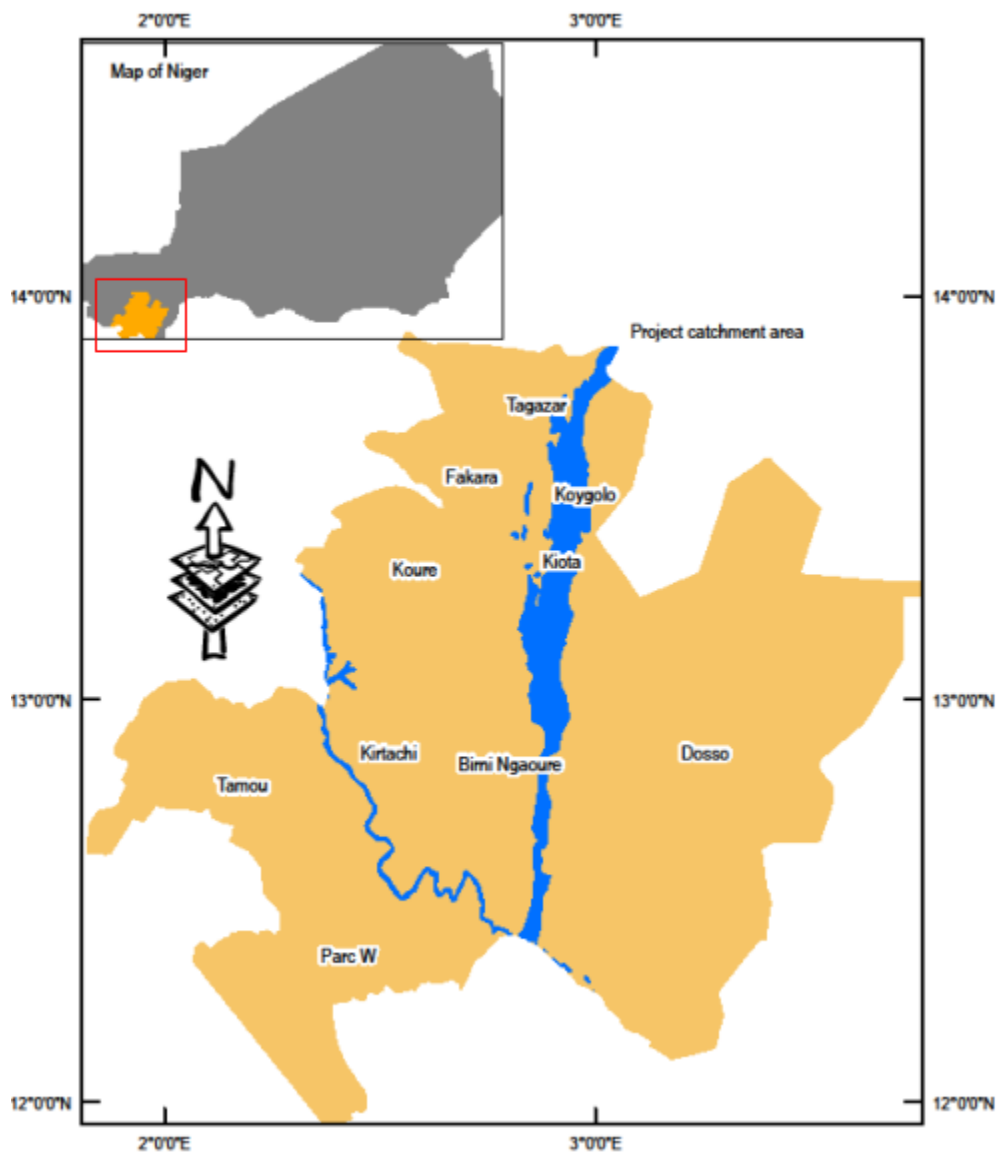 2°0'0"E 3°0'0"E
Map of Niger
14°0'0"N 14°0'0"N
Project catchment area
Tagazar
Fakara
Koygolo
N
Kiota
Koure
13°0'0"N 13°0'0"N
Kirtachi
Birni Ngaoure
Dosso
Tamou
Parc W
12°0'0"N 12°0'0"N
2°0'0"E 3°0'0"E